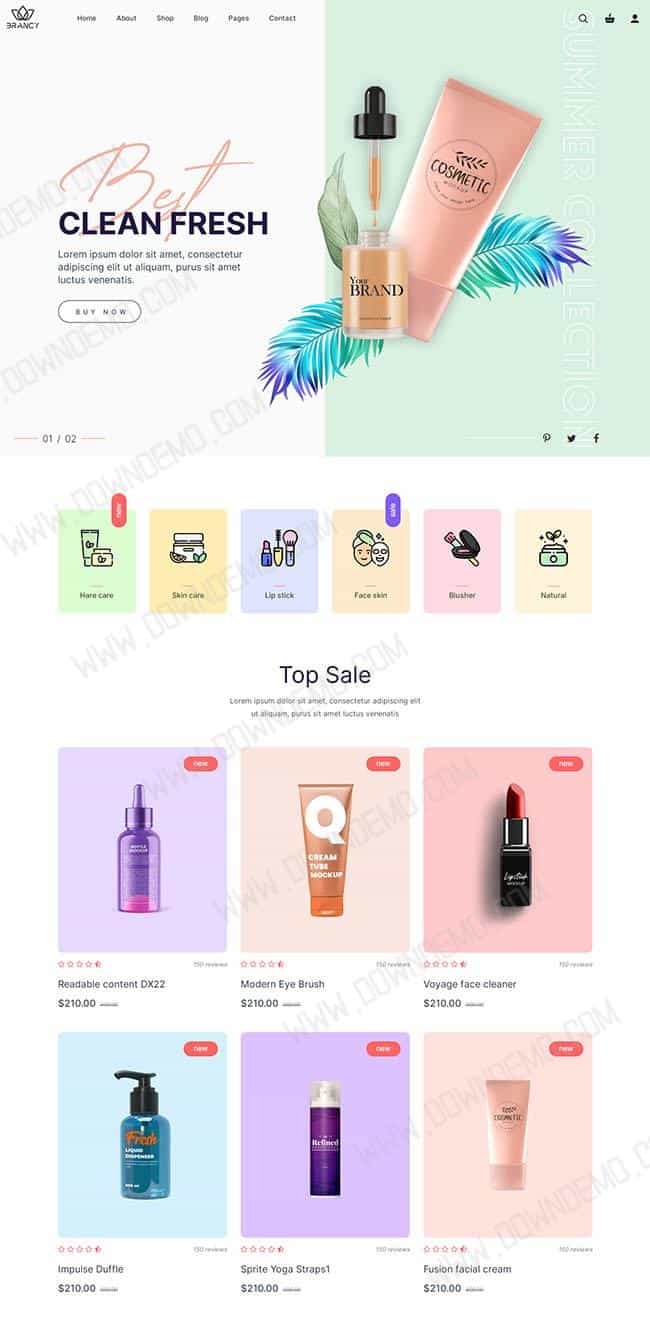 BRANCY
Home About Shop Blog Pages Contact
SUMMER COLLECTION
Best
CLEAN FRESH
Lorem ipsum dolor sit amet, consectetur
adipiscing elit ut aliquam, purus sit amet
luctus venenatis.
BUY NOW
COSMETIC
MOCKUP
Your
BRAND
01 / 02
new
sale
Hare care
Skin care
Lip stick
Face skin
Blusher
Natural
Top Sale
Lorem ipsum dolor sit amet, consectetur adipiscing elit
ut aliquam, purus sit amet luctus venenatis
new
new
new
BOTTLE
MOCKUP
Q
CREAM
TUBE
MOCKUP
Lipstick
MOCKUP
150 reviews
150 reviews
150 reviews
Readable content DX22
Modern Eye Brush
Voyage face cleaner
$210.00
$210.00
$210.00
new
new
new
Fresh
LIQUID
DISPENSER
Refined
COSMETIC
150 reviews
150 reviews
150 reviews
Impulse Duffle
Sprite Yoga Straps1
Fusion facial cream
$210.00
$210.00
$210.00
WWW.DOWNDEMO.COM